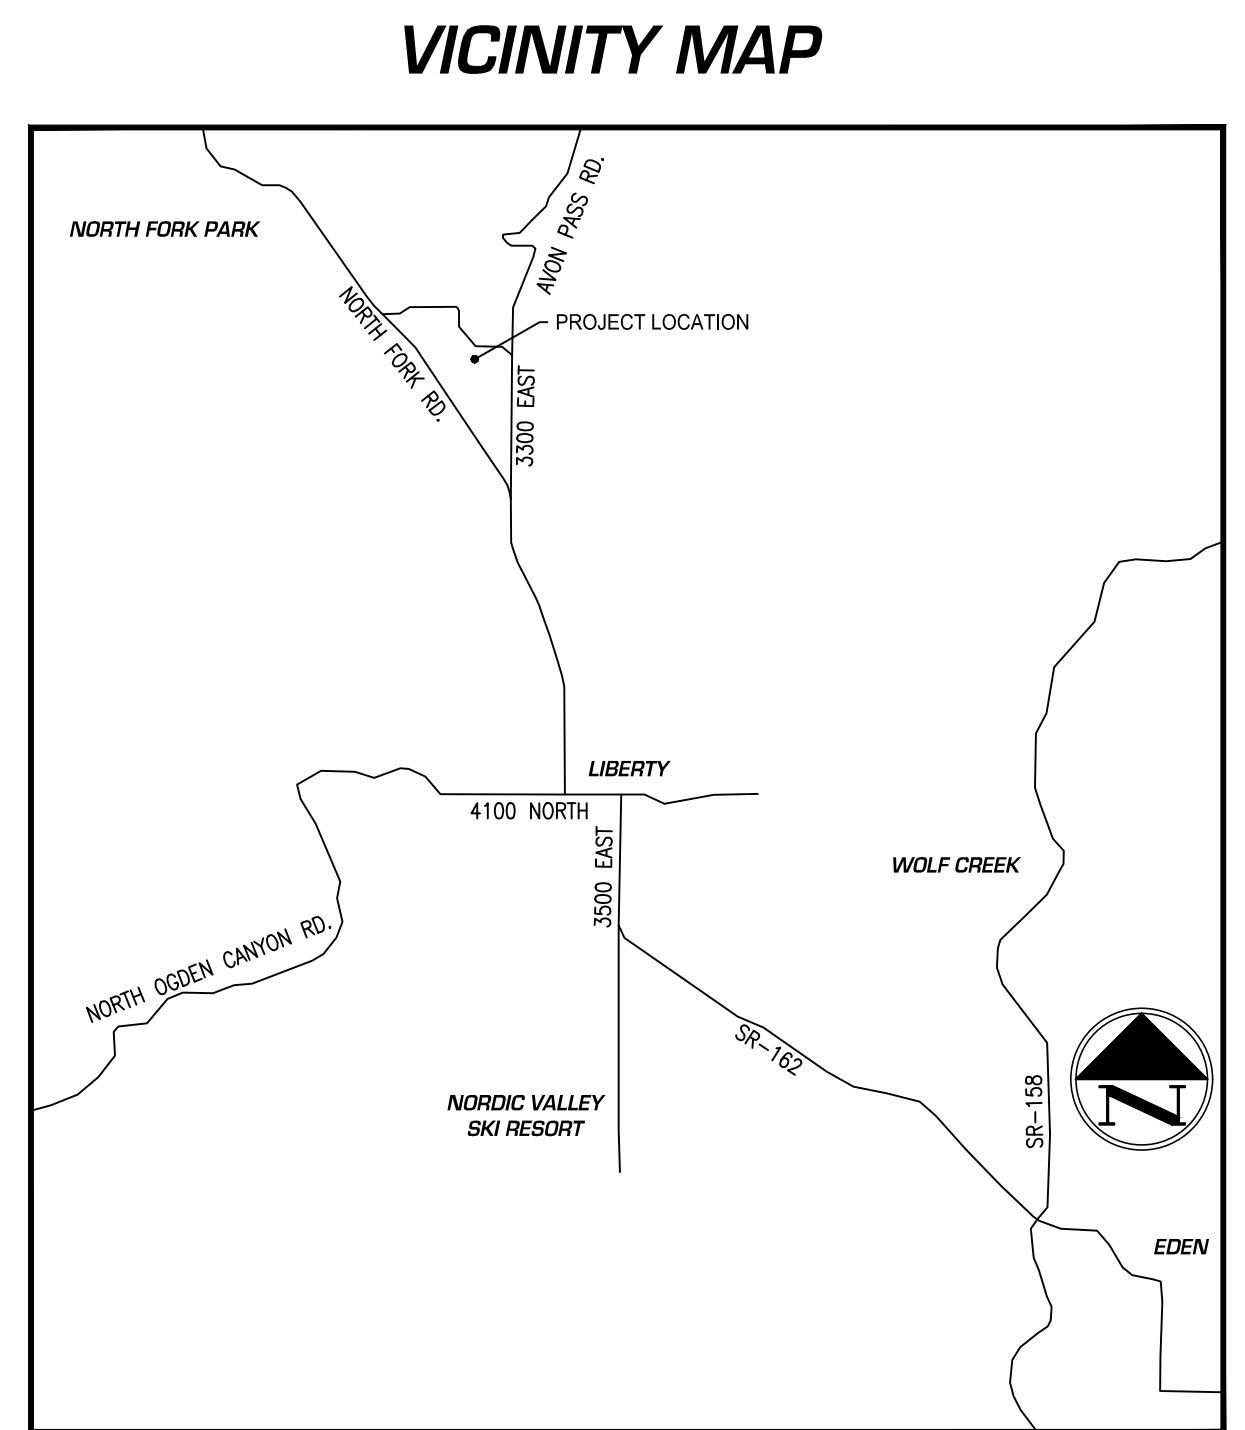 VICINITY MAP
NORTH FORK PARK
AVON PASS RD.
NORTH FORK RD.
PROJECT LOCATION
3300 EAST
LIBERTY
4100 NORTH
3500 EAST
WOLF CREEK
NORTH OGDEN CANYON RD.
SR-162
SR-158
N
NORDIC VALLEY
SKI RESORT
EDEN